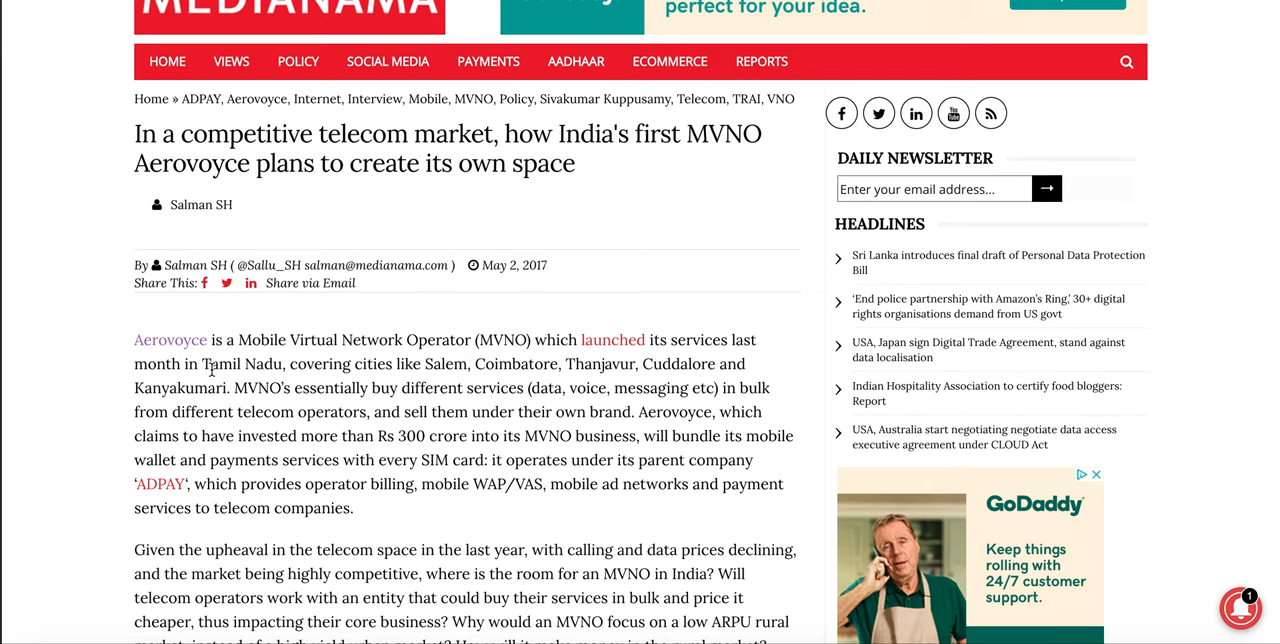 MEDIANAMA
perfect for your idea.
HOME VIEWS POLICY SOCIAL MEDIA PAYMENTS AADHAAR ECOMMERCE REPORTS
Home » ADPAY, Aerovoyce, Internet, Interview, Mobile, MVNO, Policy, Sivakumar Kuppusamy, Telecom, TRAI, VNO
In a competitive telecom market, how India's first MVNO
Aerovoyce plans to create its own space
Salman SH
By Salman SH ( @Sallu_SH salman@medianama.com ) May 2, 2017
Share This: Share via Email
Aerovoyce is a Mobile Virtual Network Operator (MVNO) which launched its services last
month in Tamil Nadu, covering cities like Salem, Coimbatore, Thanjavur, Cuddalore and
Kanyakumari. MVNO's essentially buy different services (data, voice, messaging etc) in bulk
from different telecom operators, and sell them under their own brand. Aerovoyce, which
claims to have invested more than Rs 300 crore into its MVNO business, will bundle its mobile
wallet and payments services with every SIM card: it operates under its parent company
‘ADPAY‘, which provides operator billing, mobile WAP/VAS, mobile ad networks and payment
services to telecom companies.
Given the upheaval in the telecom space in the last year, with calling and data prices declining,
and the market being highly competitive, where is the room for an MVNO in India? Will
telecom operators work with an entity that could buy their services in bulk and price it
cheaper, thus impacting their core business? Why would an MVNO focus on a low ARPU rural
You Tube
DAILY NEWSLETTER
Enter your email address...
HEADLINES
Sri Lanka introduces final draft of Personal Data Protection
Bill
‘End police partnership with Amazon's Ring,’ 30+ digital
rights organisations demand from US govt
USA, Japan sign Digital Trade Agreement, stand against
data localisation
Indian Hospitality Association to certify food bloggers:
Report
USA, Australia start negotiating negotiate data access
executive agreement under CLOUD Act
GoDaddy
Keep things
rolling with
24/7 customer
support.
1